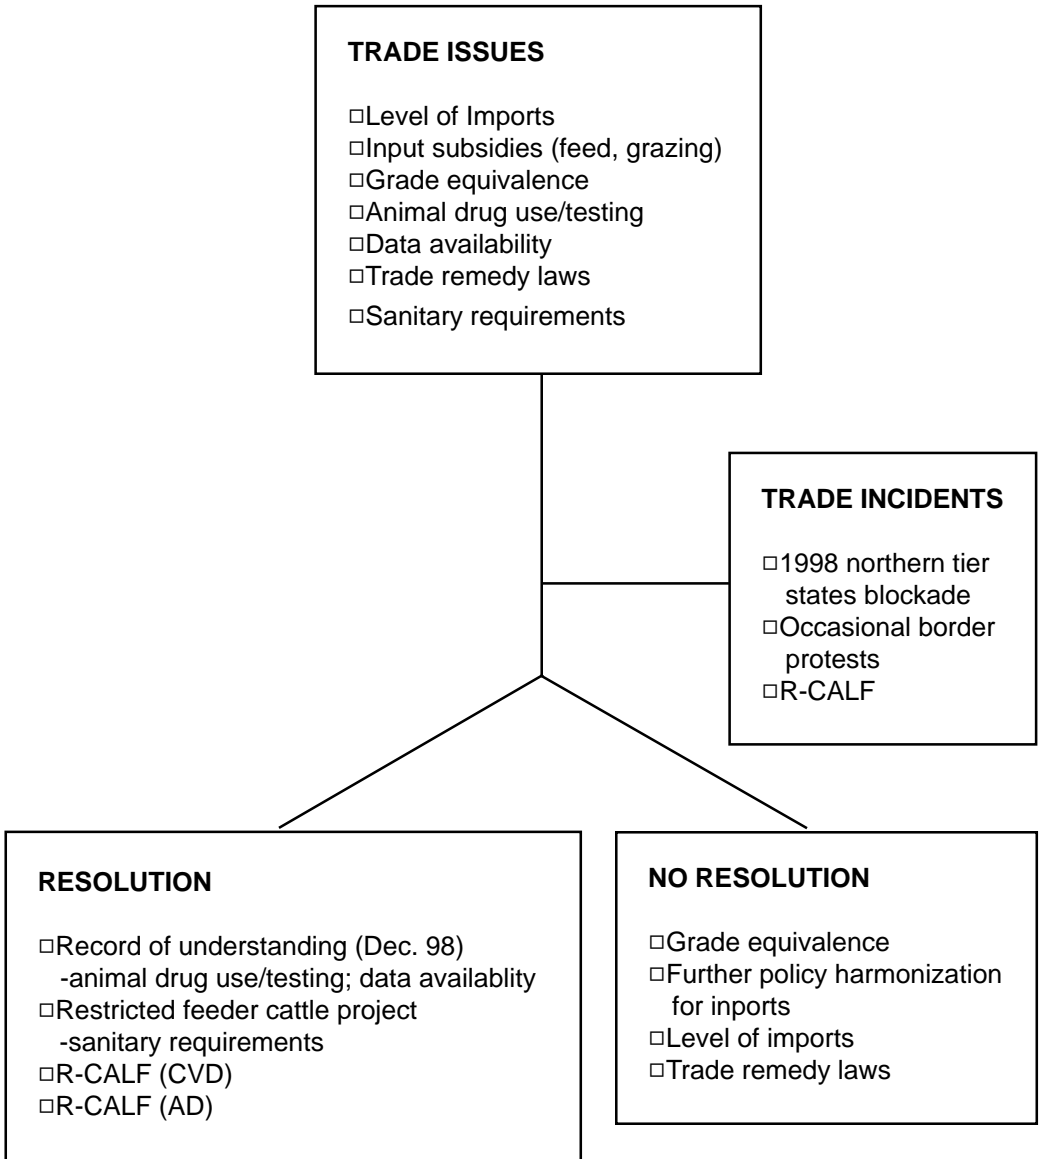 TRADE ISSUES
□Level of Imports
□Input subsidies (feed, grazing)
□Grade equivalence
□Animal drug use/testing
□Data availability
□Trade remedy laws
□Sanitary requirements
TRADE INCIDENTS
□1998 northern tier
states blockade
□Occasional border
protests
□R-CALF
RESOLUTION
□Record of understanding (Dec. 98)
-animal drug use/testing; data availablity
□Restricted feeder cattle project
-sanitary requirements
□R-CALF (CVD)
□R-CALF (AD)
NO RESOLUTION
□Grade equivalence
□Further policy harmonization
for inports
□Level of imports
□Trade remedy laws